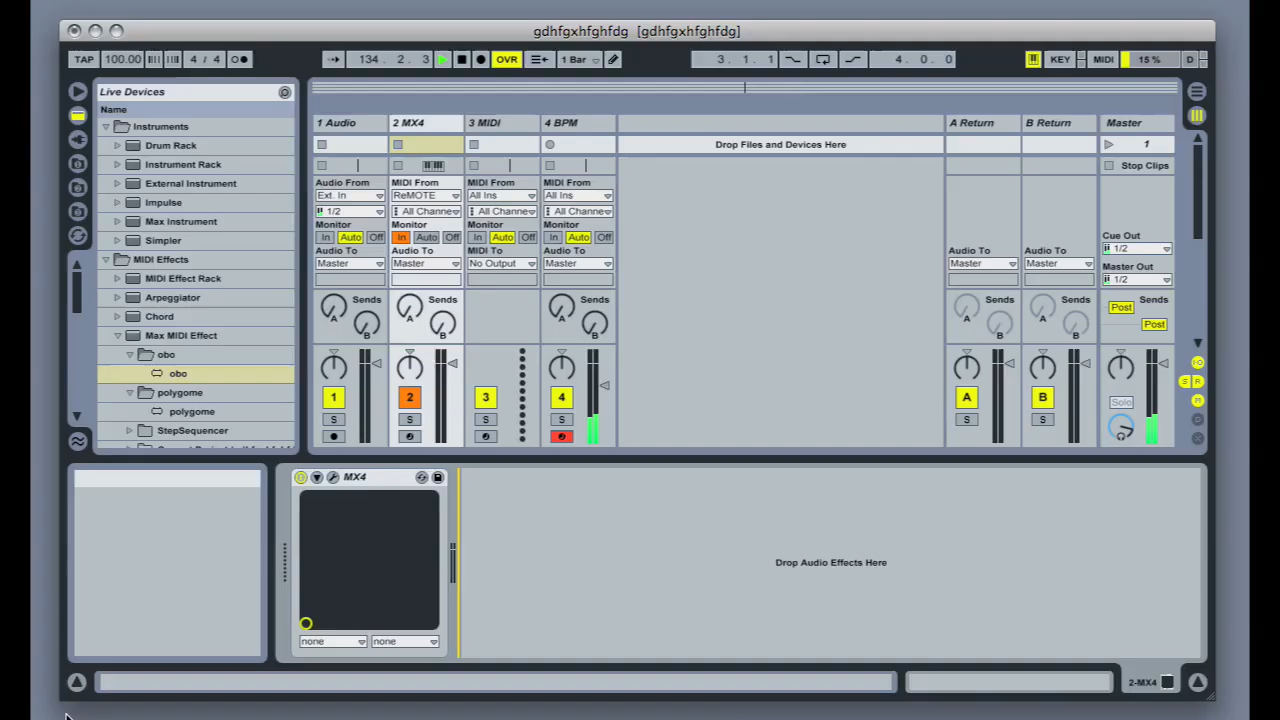 gdhfgxhfghfdg [gdhfgxhfghfdg]
TAP 100.00 4 / 4 134 . 2 . 3 OVR 1 Bar 3 . 1 . 1 4 . 0 . 0 KEY MIDI 15 % D
Live Devices
Name
Instruments
Drum Rack
Instrument Rack
External Instrument
Impulse
Max Instrument
Simpler
MIDI Effects
MIDI Effect Rack
Arpeggiator
Chord
Max MIDI Effect
obo
obo
polygome
polygome
StepSequencer
1 Audio 2 MX4 3 MIDI 4 BPM A Return B Return Master
Drop Files and Devices Here 1
Stop Clips
Audio From MIDI From MIDI From MIDI From
Ext. In ReMOTE All Ins All Ins
1/2 All Channe All Channe All Channe
Monitor Monitor Monitor Monitor
In Auto Off In Auto Off In Auto Off In Auto Off Cue Out
1/2
Audio To Audio To MIDI To Audio To Audio To Audio To
Master Master No Output Master Master Master Master Out
1/2
Sends Sends Sends Sends Sends Post Sends
A A A A A
B B B B B Post
1 2 3 4 A B Solo
S S S S S S
MX4
none none
Drop Audio Effects Here
2-MX4